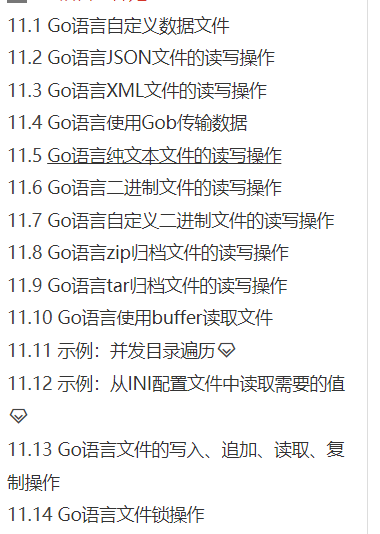 11.1 Go语言自定义数据文件
11.2 Go语言JSON文件的读写操作
11.3 Go语言XML文件的读写操作
11.4 Go语言使用Gob传输数据
11.5 Go语言纯文本文件的读写操作
11.6 Go语言二进制文件的读写操作
11.7 Go语言自定义二进制文件的读写操作
11.8 Go语言zip归档文件的读写操作
11.9 Go语言tar归档文件的读写操作
11.10 Go语言使用buffer读取文件
11.11 示例：并发目录遍历
11.12 示例：从INI配置文件中读取需要的值
11.13 Go语言文件的写入、追加、读取、复
制操作
11.14 Go语言文件锁操作